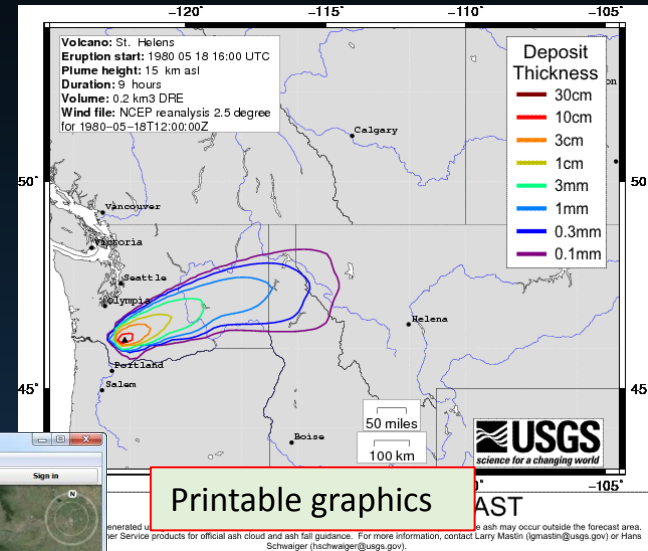 −120° −115° −110° −105°
Volcano: St. Helens
Eruption start: 1980 05 18 16:00 UTC
Plume height: 15 km asl
Duration: 9 hours
Volume: 0.2 km3 DRE
Wind file: NCEP reanalysis 2.5 degree
for 1980−05−18T12:00:00Z
Deposit
Thickness
30cm
10cm
3cm
1cm
3mm
1mm
0.3mm
0.1mm
on
Calgary
50° 50°
Vancouver
Victoria
Seattle
Olympia
Helena
Portland
45° 45°
Salem
Boise
50 miles
100 km
USGS
science for a changing world
−105°
Sign in
N
Printable graphics
AST
enerated u e ash may occur outside the forecast area.
her Service products for official ash cloud and ash fall guidance. For more information, contact Larry Mastin (lgmastin@usgs.gov) or Hans
Schwaiger (hschwaiger@usgs.gov).